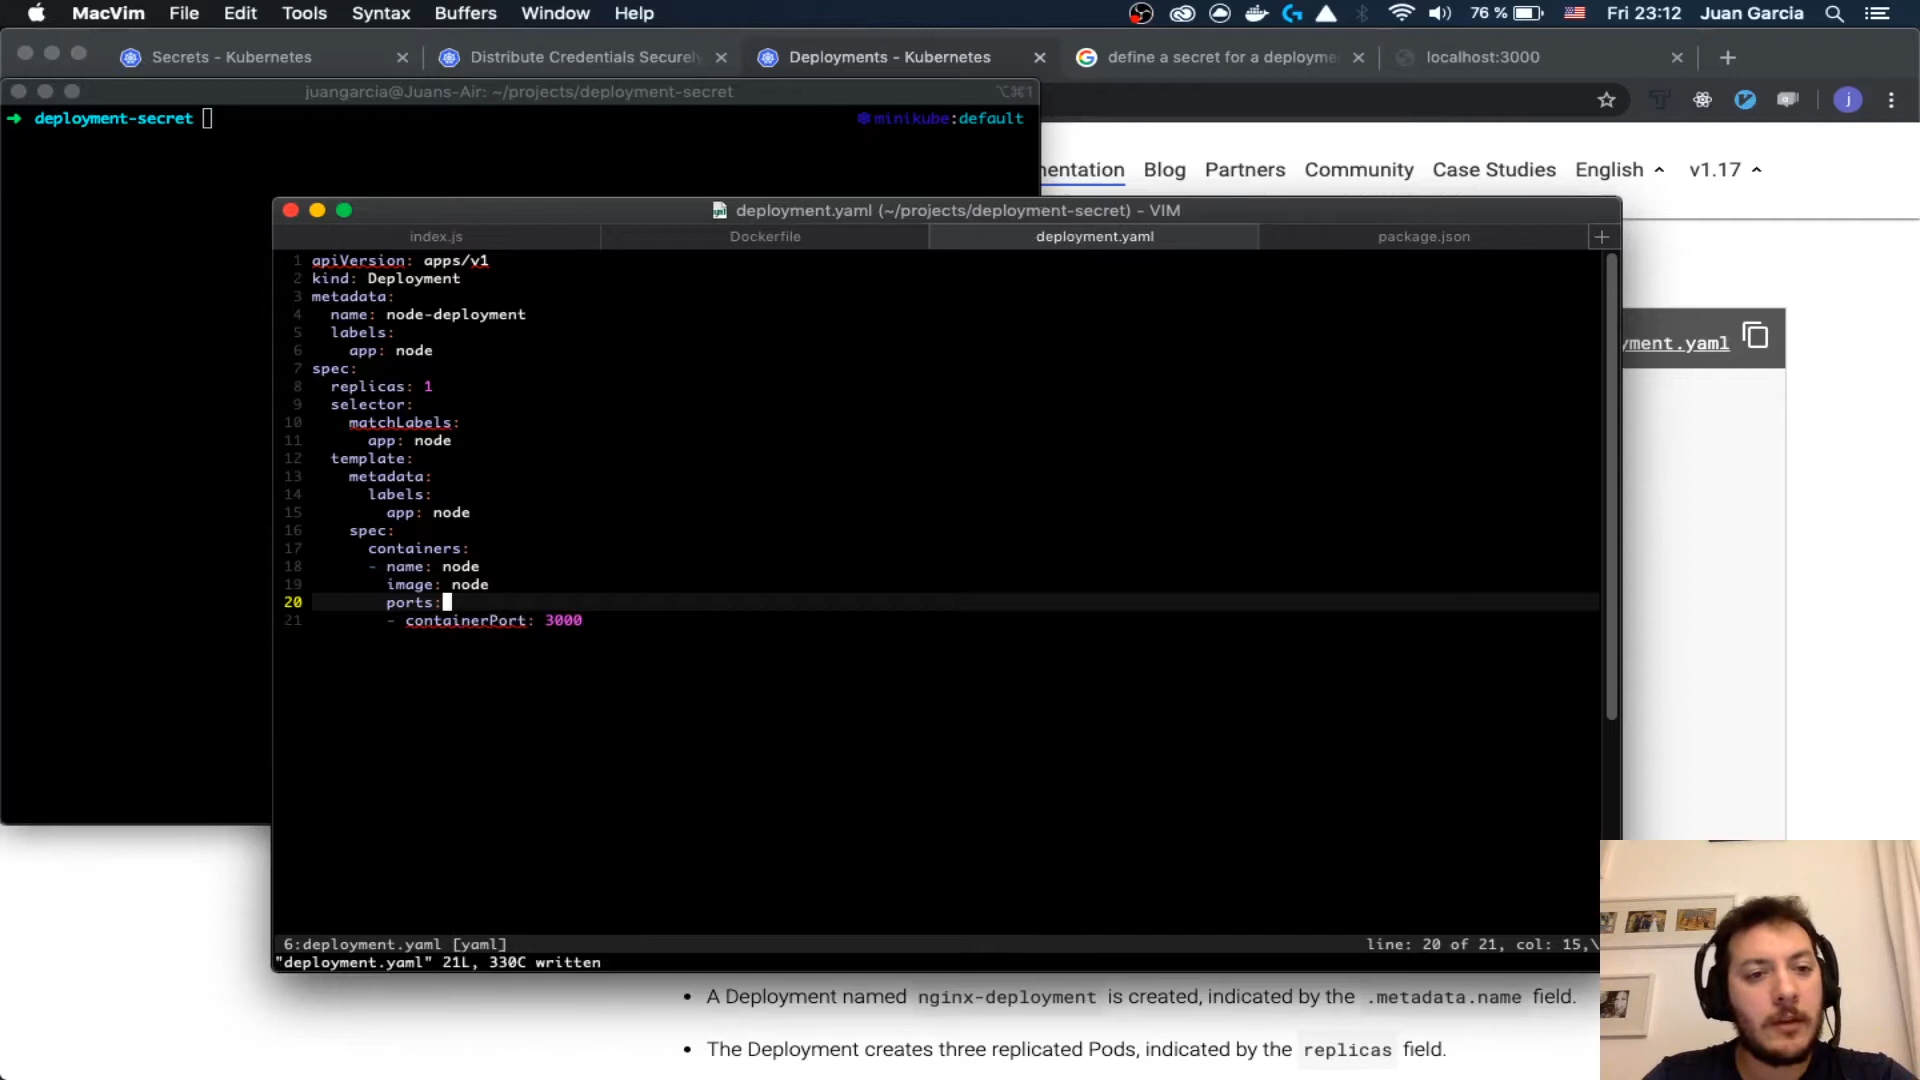 MacVim File Edit Tools Syntax Buffers Window Help 76 % Fri 23:12 Juan Garcia
Secrets - Kubernetes Distribute Credentials Securely Deployments - Kubernetes define a secret for a deployme localhost:3000
juangarcia@Juans-Air: ~/projects/deployment-secret ⌥⌘1
➜ deployment-secret minikube:default
mentation Blog Partners Community Case Studies English v1.17
deployment.yaml (~/projects/deployment-secret) - VIM
index.js Dockerfile deployment.yaml package.json
1 apiVersion: apps/v1
2 kind: Deployment
3 metadata:
4 name: node-deployment
5 labels:
6 app: node
7 spec:
8 replicas: 1
9 selector:
10 matchLabels:
11 app: node
12 template:
13 metadata:
14 labels:
15 app: node
16 spec:
17 containers:
18 - name: node
19 image: node
20 ports:
21 - containerPort: 3000
yment.yaml
6:deployment.yaml [yaml] line: 20 of 21, col: 15,\
"deployment.yaml" 21L, 330C written
• A Deployment named nginx-deployment is created, indicated by the .metadata.name field.
• The Deployment creates three replicated Pods, indicated by the replicas field.